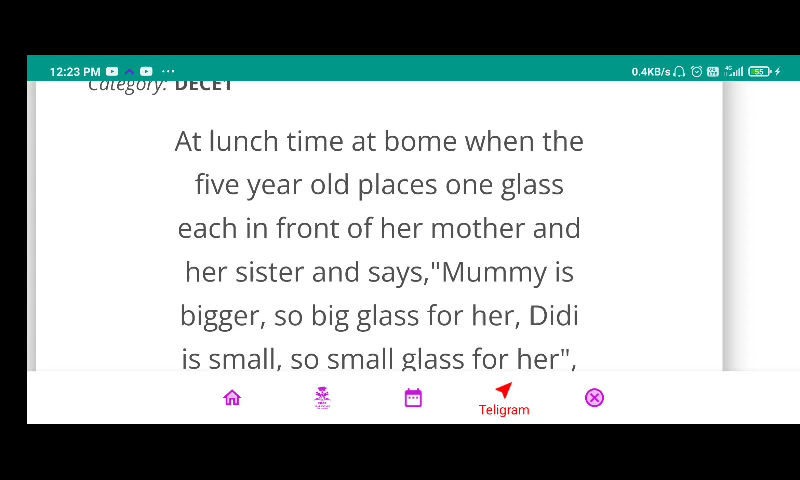 12:23 PM ... 0.4KB/s 4G 55
Category: DECET
At lunch time at bome when the
five year old places one glass
each in front of her mother and
her sister and says,"Mummy is
bigger, so big glass for her, Didi
is small, so small glass for her",
Teligram